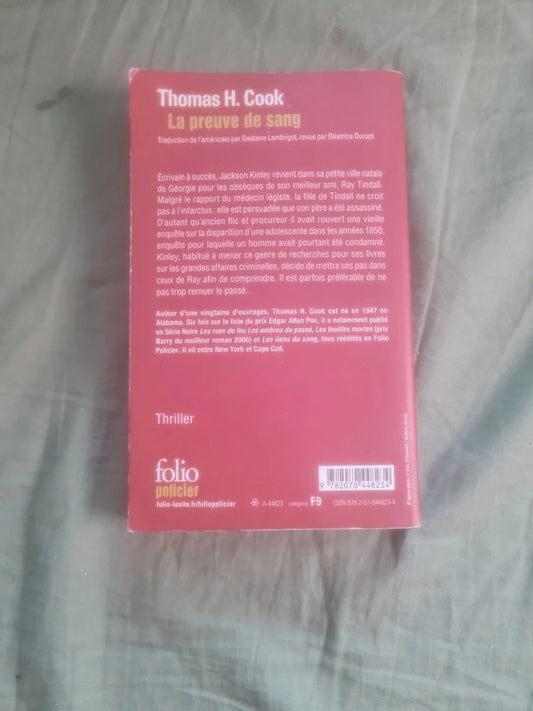 Thomas H. Cook
La preuve de sang
Traduction de l'américain par Gaëtane Lambrigot, revue par Béatrice Durupt
Écrivain à succès, Jackson Kinley revient dans sa petite ville natale
de Géorgie pour les obsèques de son meilleur ami, Ray Tindall.
Malgré le rapport du médecin légiste, la fille de Tindall ne croit
pas à l'infarctus : elle est persuadée que son père a été assassiné.
D'autant qu'ancien flic et procureur il avait rouvert une vieille
enquête sur la disparition d'une adolescente dans les années 1950,
enquête pour laquelle un homme avait pourtant été condamné.
Kinley, habitué à mener ce genre de recherches pour ses livres
sur les grandes affaires criminelles, décide de mettre ses pas dans
ceux de Ray afin de comprendre. Il est parfois préférable de ne
pas trop remuer le passé...
Auteur d'une vingtaine d'ouvrages, Thomas H. Cook est né en 1947 en
Alabama. Six fois sur la liste du prix Edgar Allan Poe, il a notamment publié
en Série Noire Les rues de feu, Les ombres du passé, Les feuilles mortes (prix
Barry du meilleur roman 2006) et Les liens du sang, tous réédités en Folio
Policier. Il vit entre New York et Cape Cod.
Thriller
folio
policier
folio-lesite.fr/foliopolicier
A 44823 catégorie F9
9 782070 448234
ISBN 978-2-07-044823-4